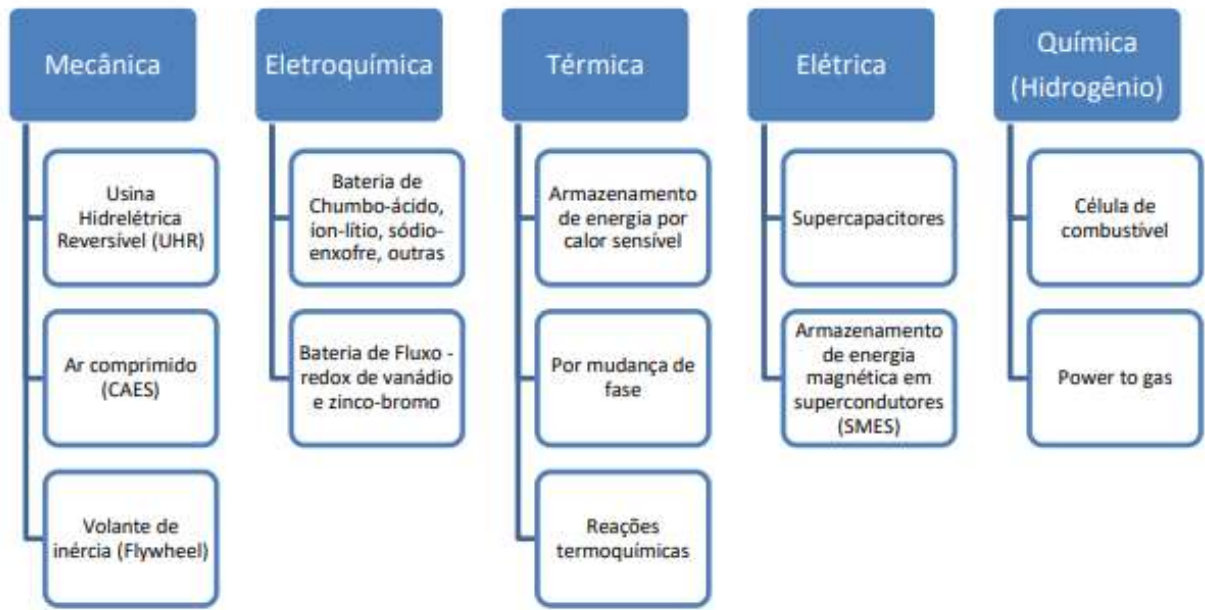 Mecânica
Usina
Hidrelétrica
Reversível (UHR)
Ar comprimido
(CAES)
Volante de
inércia (Flywheel)
Eletroquímica
Bateria de
Chumbo-ácido,
ion-lítio, sódio-
enxofre, outras
Bateria de Fluxo -
redox de vanádio
e zinco-bromo
Térmica
Armazenamento
de energia por
calor sensível
Por mudança de
fase
Reações
termoquímicas
Elétrica
Supercapacitores
Armazenamento
de energia
magnética em
supercondutores
(SMES)
Química
(Hidrogênio)
Célula de
combustível
Power to gas